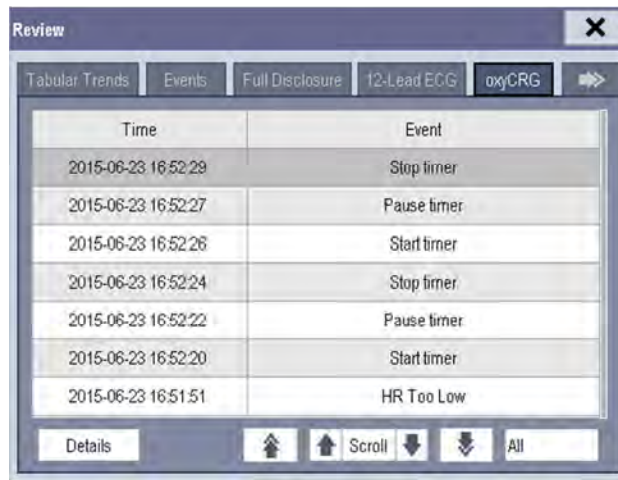 Review
Tabular Trends Events Full Disclosure 12-Lead ECG oxyCRG
Time Event
2015-06-23 16:52:29 Stop timer
2015-06-23 16:52:27 Pause timer
2015-06-23 16:52:26 Start timer
2015-06-23 16:52:24 Stop timer
2015-06-23 16:52:22 Pause timer
2015-06-23 16:52:20 Start timer
2015-06-23 16:51:51 HR Too Low
Details Scroll All